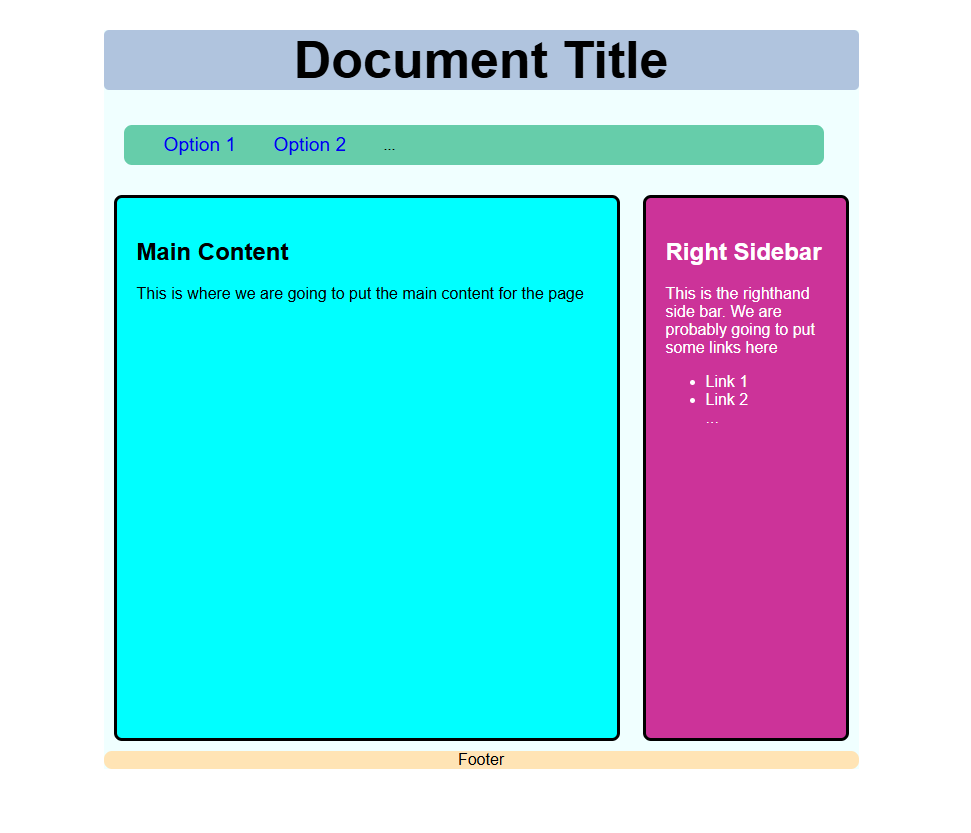 Document Title
Option 1 Option 2 ...
Main Content
This is where we are going to put the main content for the page
Right Sidebar
This is the righthand
side bar. We are
probably going to put
some links here
• Link 1
• Link 2
...
Footer